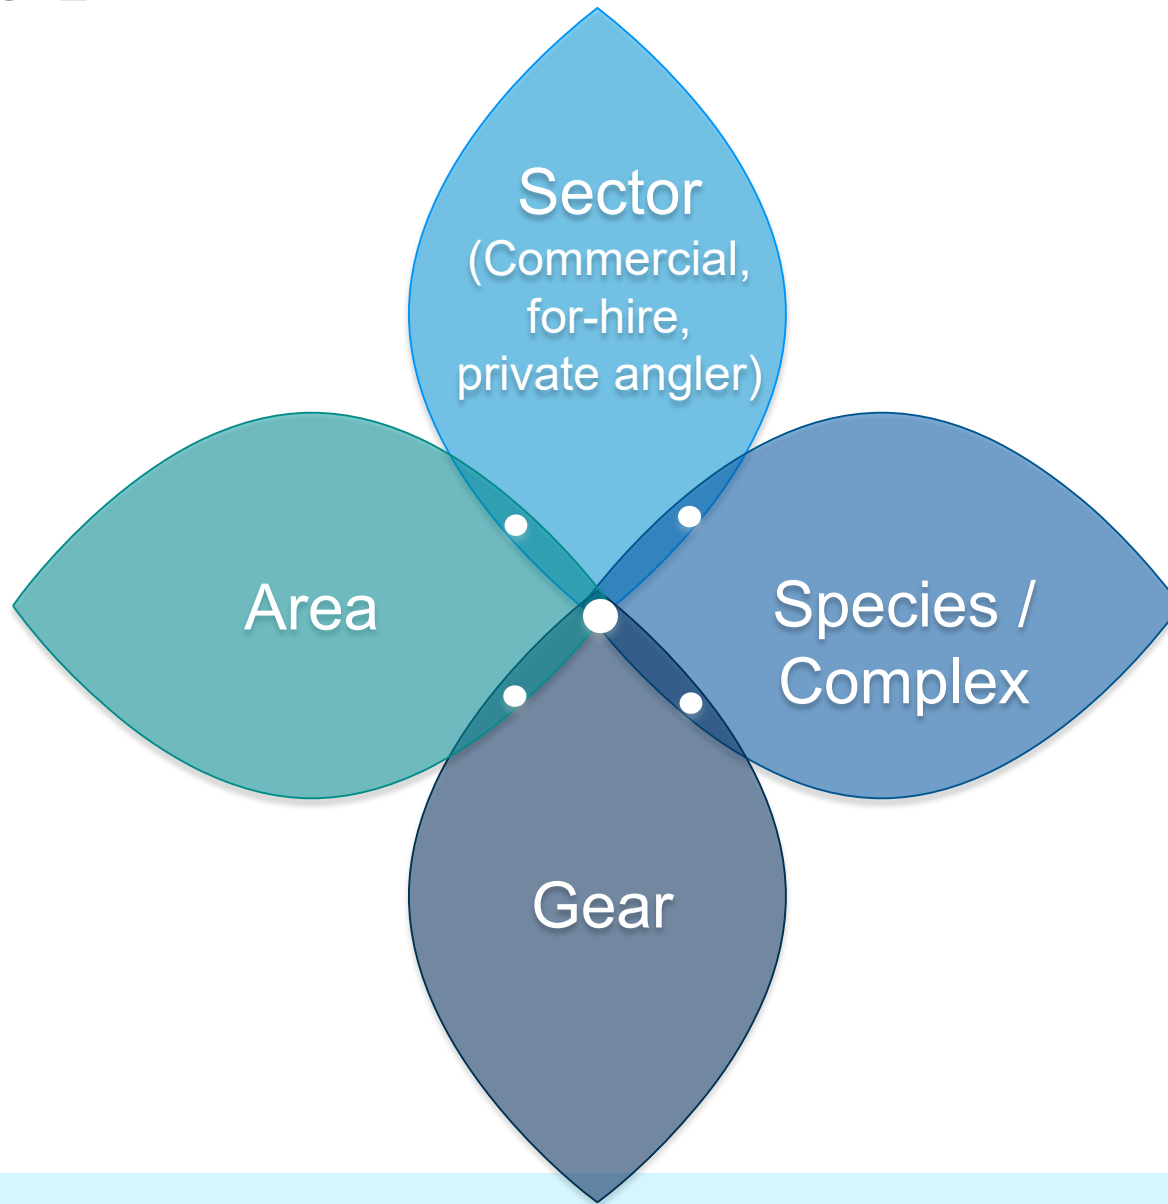 Sector
(Commercial,
for-hire,
private angler)
Area
Species /
Complex
Gear